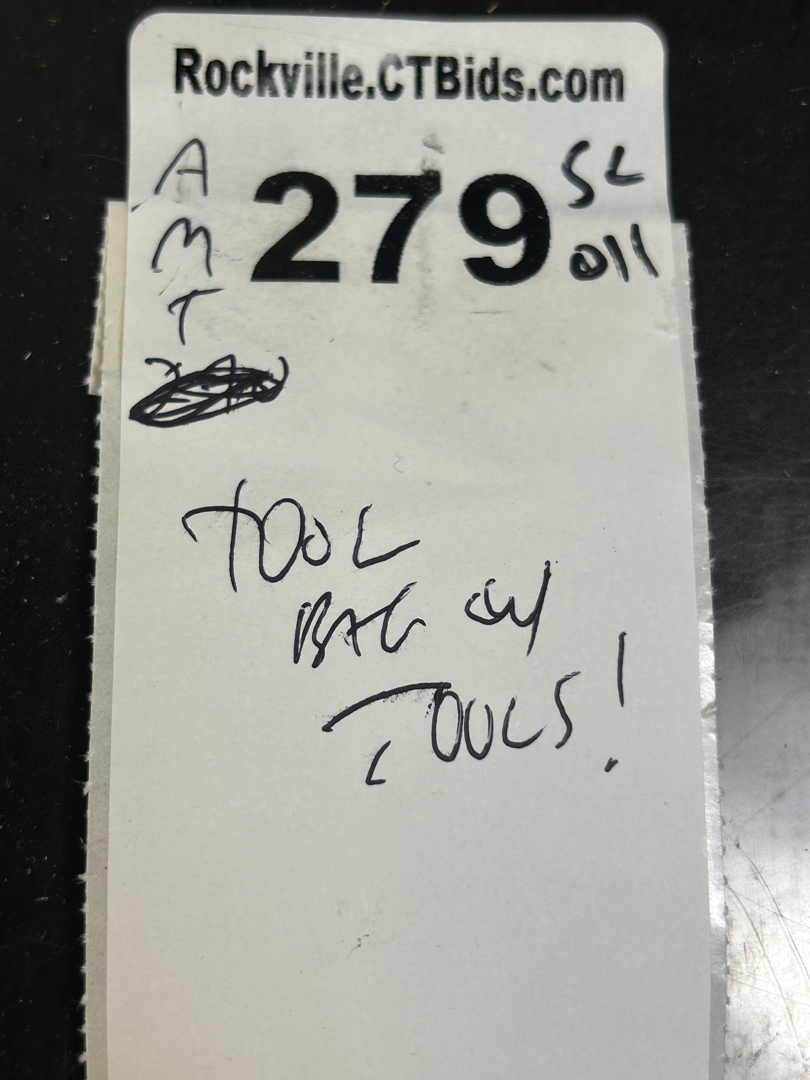 Rockville.CTBids.com
A
M
T
279
SL
011
TOOL
BAG W/
TOOLS!